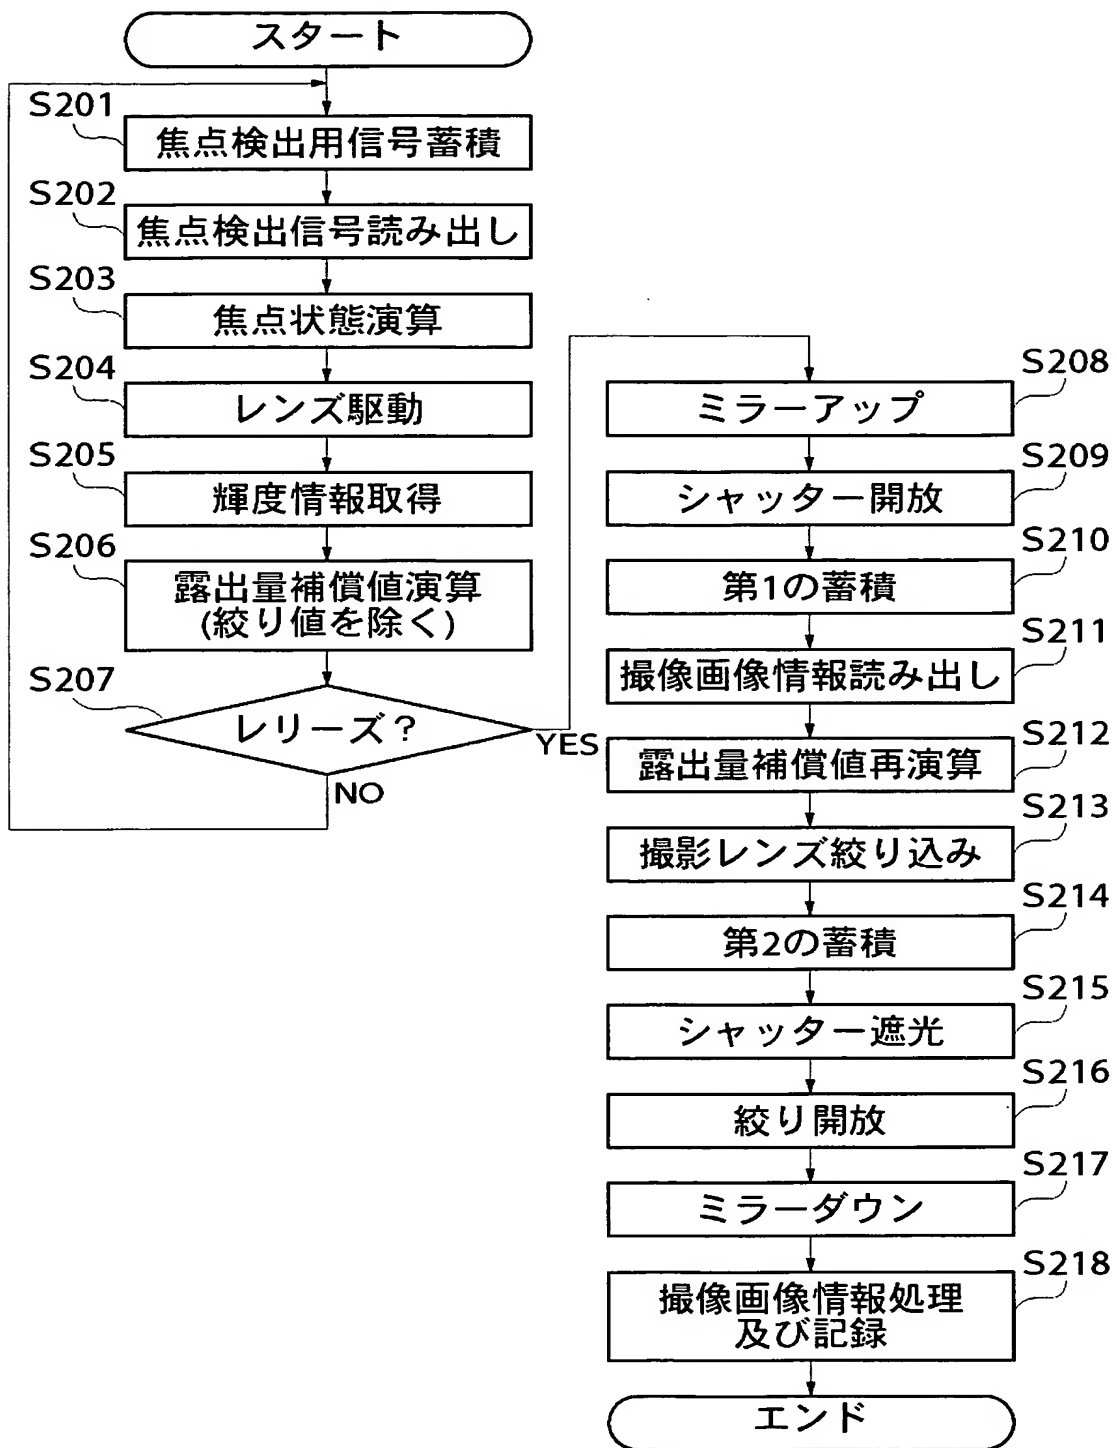 スタート
S201
焦点検出用信号蓄積
S202
焦点検出信号読み出し
S203
焦点状態演算
S204
レンズ駆動
S205
輝度情報取得
S206
露出量補償値演算
(絞り値を除く)
S207
レリーズ？
YES
NO
S208
ミラーアップ
S209
シャッター開放
S210
第1の蓄積
S211
撮像画像情報読み出し
S212
露出量補償値再演算
S213
撮影レンズ絞り込み
S214
第2の蓄積
S215
シャッター遮光
S216
絞り開放
S217
ミラーダウン
S218
撮像画像情報処理
及び記録
エンド